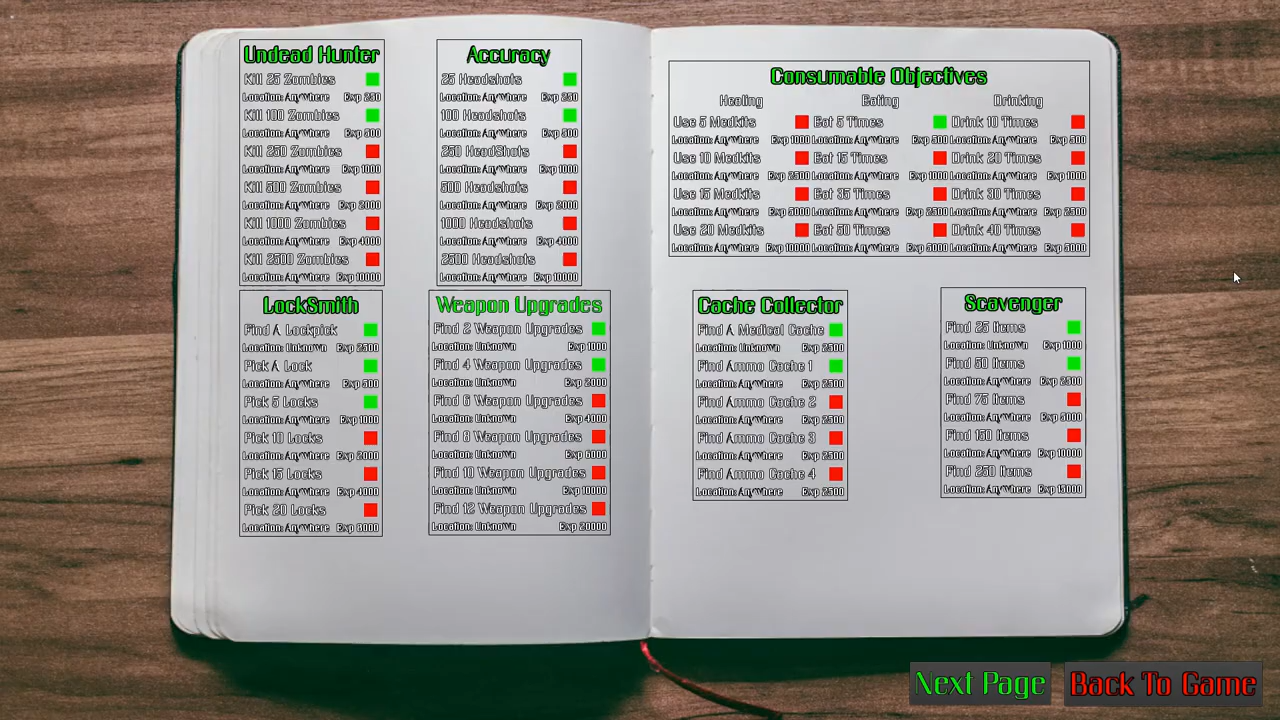 Undead Hunter
Kill 25 Zombies
Location: Anywhere Exp 250
Kill 100 Zombies
Location: Anywhere Exp 500
Kill 250 Zombies
Location: Anywhere Exp 1000
Kill 500 Zombies
Location: Anywhere Exp 2000
Kill 1000 Zombies
Location: Anywhere Exp 4000
Kill 2500 Zombies
Location: Anywhere Exp 10000
Accuracy
25 Headshots
Location: Anywhere Exp 250
100 Headshots
Location: Anywhere Exp 500
250 HeadShots
Location: Anywhere Exp 1000
500 Headshots
Location: Anywhere Exp 2000
1000 Headshots
Location: Anywhere Exp 4000
2500 Headshots
Location: Anywhere Exp 10000
LockSmith
Find A Lockpick
Location: Unknown Exp 2500
Pick A Lock
Location: Anywhere Exp 500
Pick 5 Locks
Location: Anywhere Exp 1000
Pick 10 Locks
Location: Anywhere Exp 2000
Pick 15 Locks
Location: Anywhere Exp 4000
Pick 20 Locks
Location: Anywhere Exp 8000
Weapon Upgrades
Find 2 Weapon Upgrades
Location: Unknown Exp 1000
Find 4 Weapon Upgrades
Location: Unknown Exp 2000
Find 6 Weapon Upgrades
Location: Unknown Exp 4000
Find 8 Weapon Upgrades
Location: Unknown Exp 6000
Find 10 Weapon Upgrades
Location: Unknown Exp 10000
Find 12 Weapon Upgrades
Location: Unknown Exp 20000
Consumable Objectives
Healing Eating Drinking
Use 5 Medkits Eat 5 Times Drink 10 Times
Location: Anywhere Exp 1000 Location: Anywhere Exp 500 Location: Anywhere Exp 500
Use 10 Medkits Eat 15 Times Drink 20 Times
Location: Anywhere Exp 2500 Location: Anywhere Exp 1000 Location: Anywhere Exp 1000
Use 15 Medkits Eat 35 Times Drink 30 Times
Location: Anywhere Exp 5000 Location: Anywhere Exp 2500 Location: Anywhere Exp 2500
Use 20 Medkits Eat 50 Times Drink 40 Times
Location: Anywhere Exp 10000 Location: Anywhere Exp 5000 Location: Anywhere Exp 5000
Cache Collector
Find A Medical Cache
Location: Unknown Exp 2500
Find Ammo Cache 1
Location: Anywhere Exp 2500
Find Ammo Cache 2
Location: Anywhere Exp 2500
Find Ammo Cache 3
Location: Anywhere Exp 2500
Find Ammo Cache 4
Location: Anywhere Exp 2500
Scavenger
Find 25 Items
Location: Unknown Exp 1000
Find 50 Items
Location: Anywhere Exp 2500
Find 75 Items
Location: Anywhere Exp 5000
Find 150 Items
Location: Anywhere Exp 10000
Find 250 Items
Location: Anywhere Exp 15000
Next Page
Back To Game